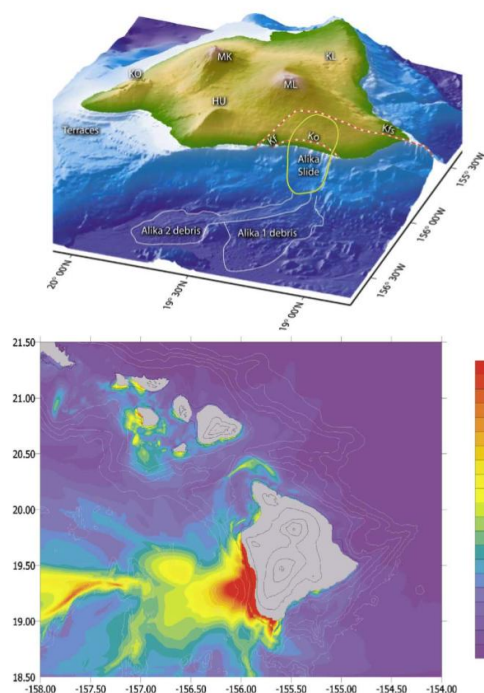 MK
KL
KO
ML
HU
Terraces
KI
Ko
Alika
Slide
Alika 2 debris
Alika 1 debris
20° 00'N
19° 30'N
19° 00'N
156° 30'W
156° 00'W
155° 30'W
21.50
21.00
20.50
20.00
19.50
19.00
18.50
-158.00
-157.50
-157.00
-156.50
-156.00
-155.50
-155.00
-154.50
-154.00